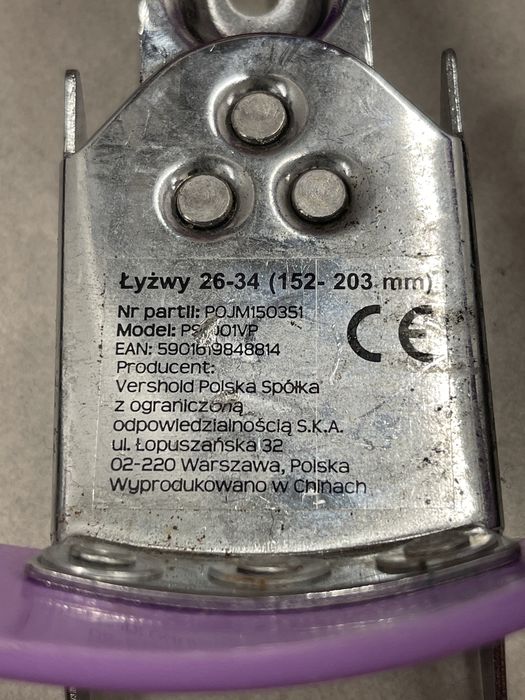 Łyżwy 26-34 (152- 203 mm)
Nr partii: POJM150351
Model:
EAN: 5901619848814
Producent:
Vershold Polska Spółka
z ograniczoną
odpowiedzialnością S.K.A.
ul. Łopuszańska 32
02-220 Warszawa, Polska
Wyprodukowano w Chinach
CE